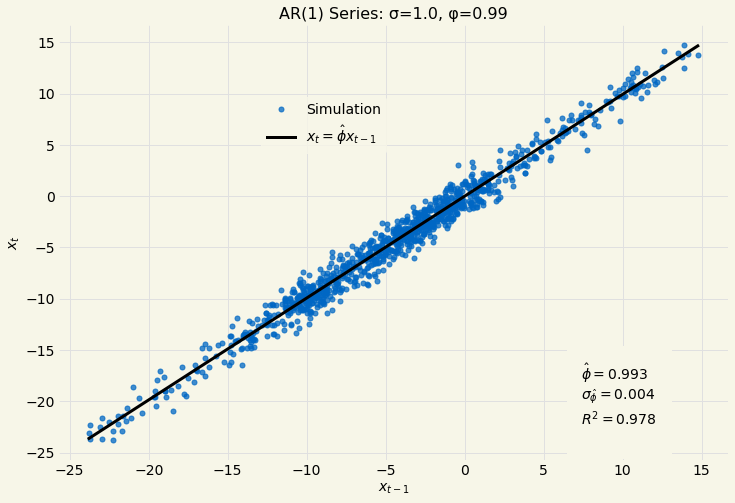 AR(1) Series: σ=1.0, φ=0.99
15
10
5
0
−5
−10
−15
−20
−25
x_t
Simulation
x_t = ϕ̂x_{t−1}
ϕ̂ = 0.993
σ_ϕ̂ = 0.004
R² = 0.978
−25 −20 −15 −10 −5 0 5 10 15
x_{t−1}